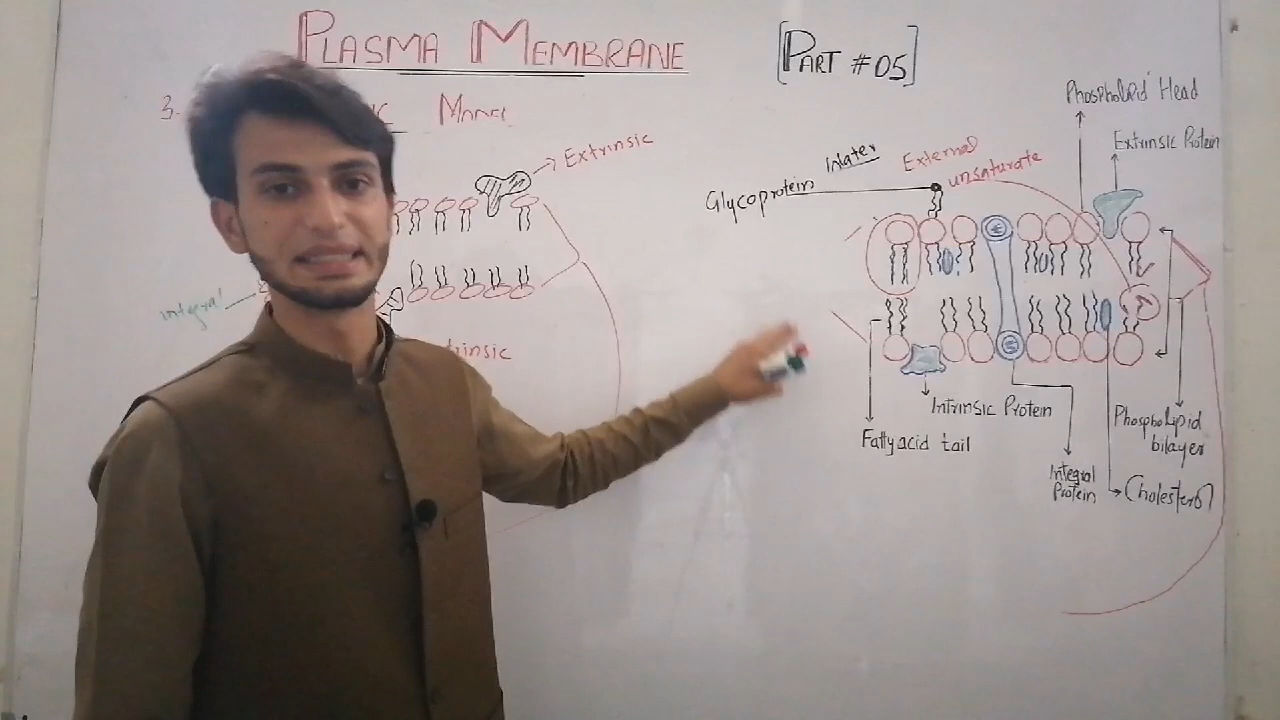 PLASMA MEMBRANE
[PART #05]
3. Model
Extrinsic
integral
Phospholipid Head
Extrinsic Protein
External
unsaturate
Glycoprotein
Intrinsic Protein
Fatty acid tail
Integral
Protein
Phospholipid
bilayer
Cholesterol